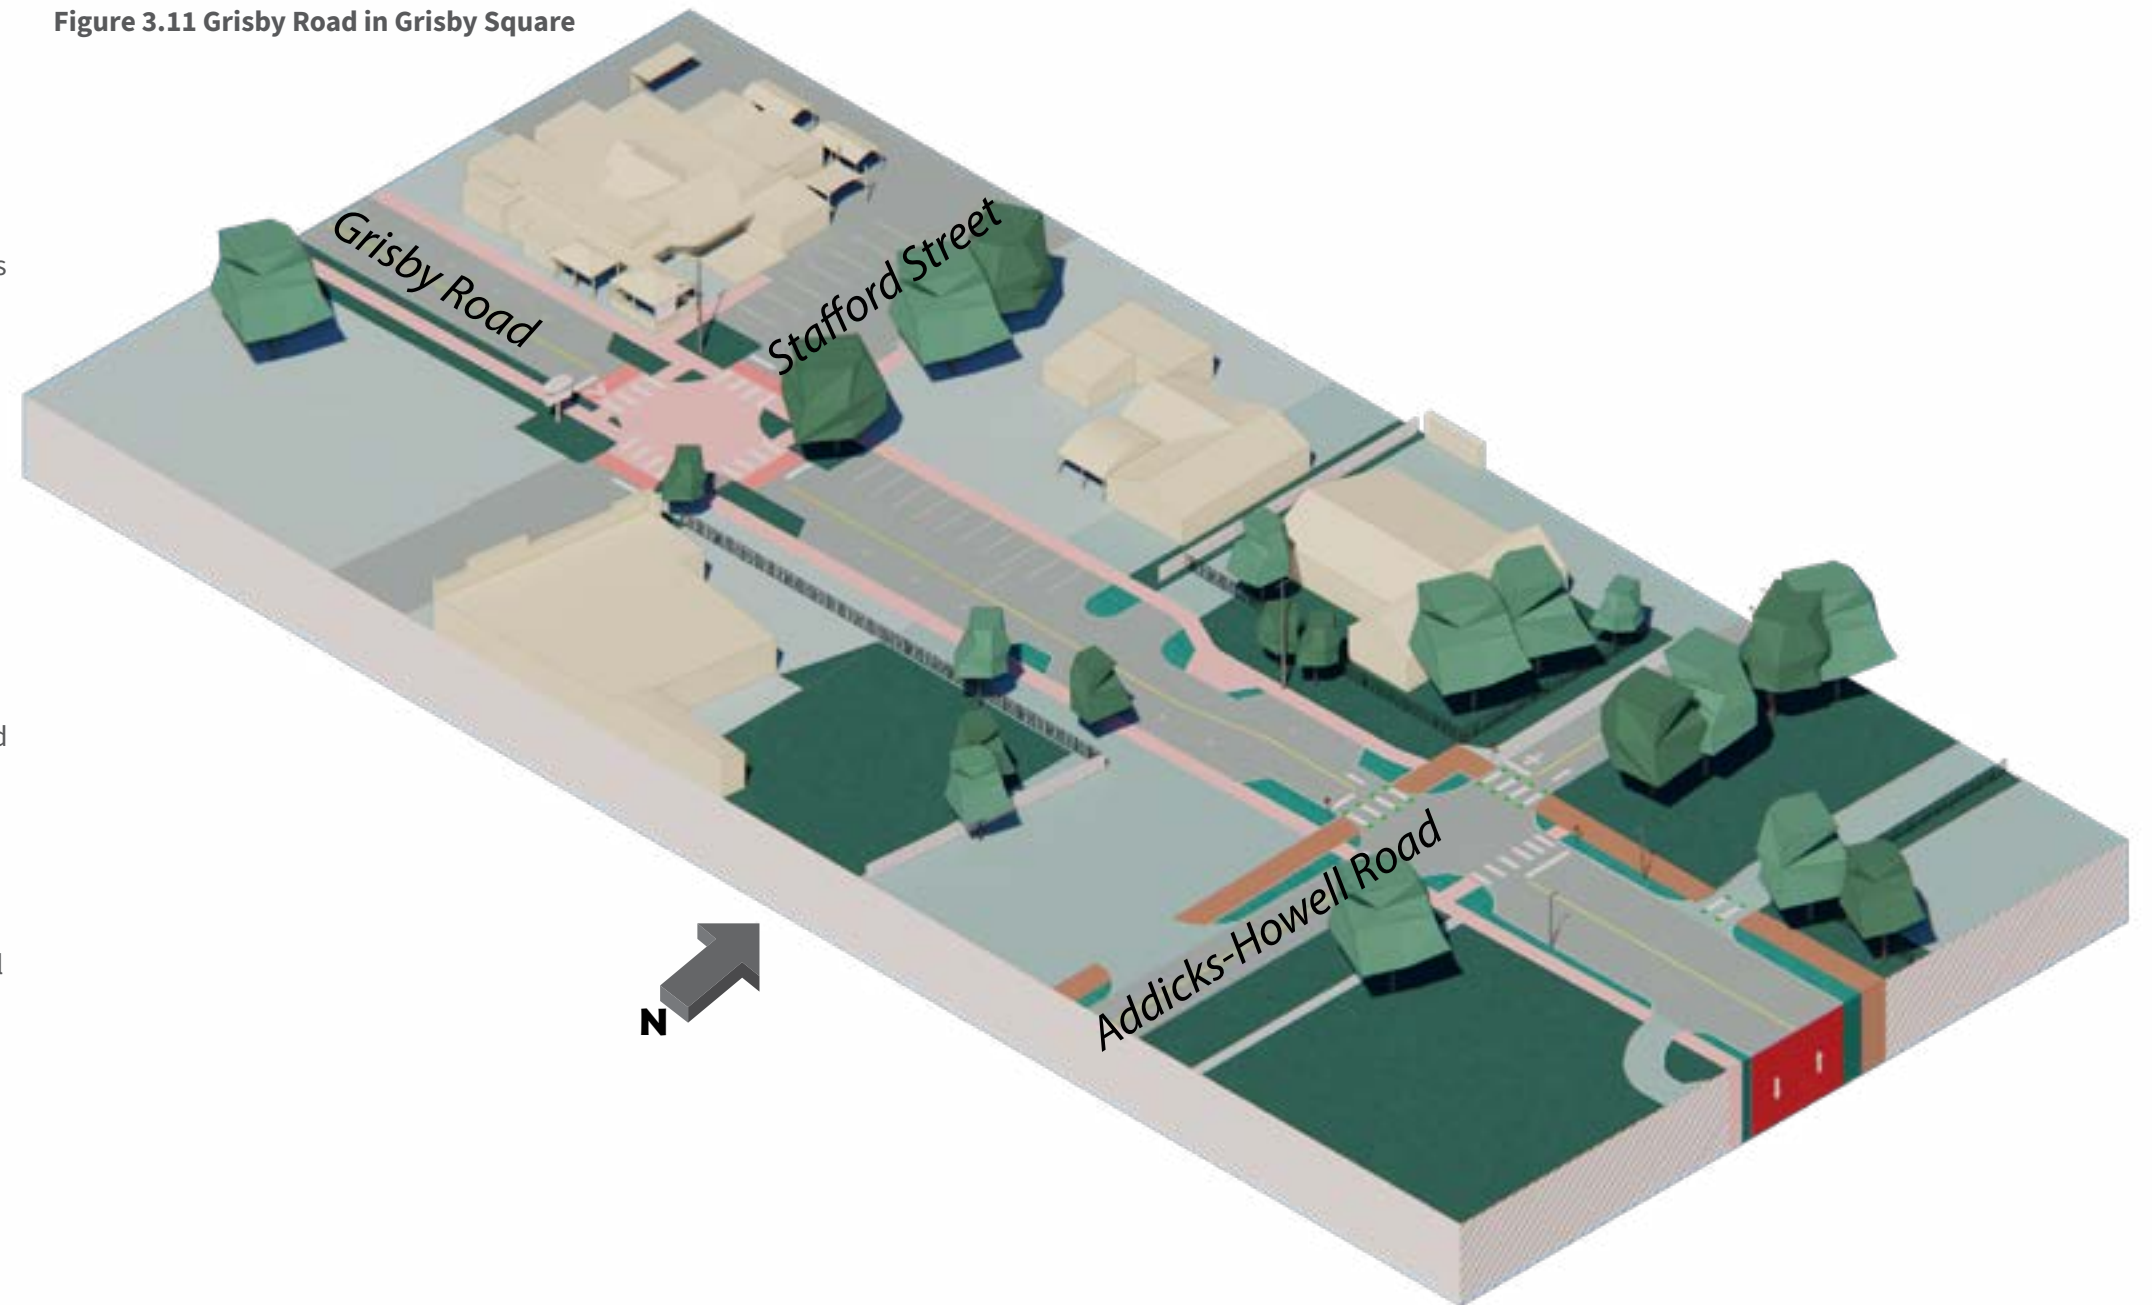 Figure 3.11 Grisby Road in Grisby Square
s
Grisby Road
Stafford Street
d
l
Addicks-Howell Road
N